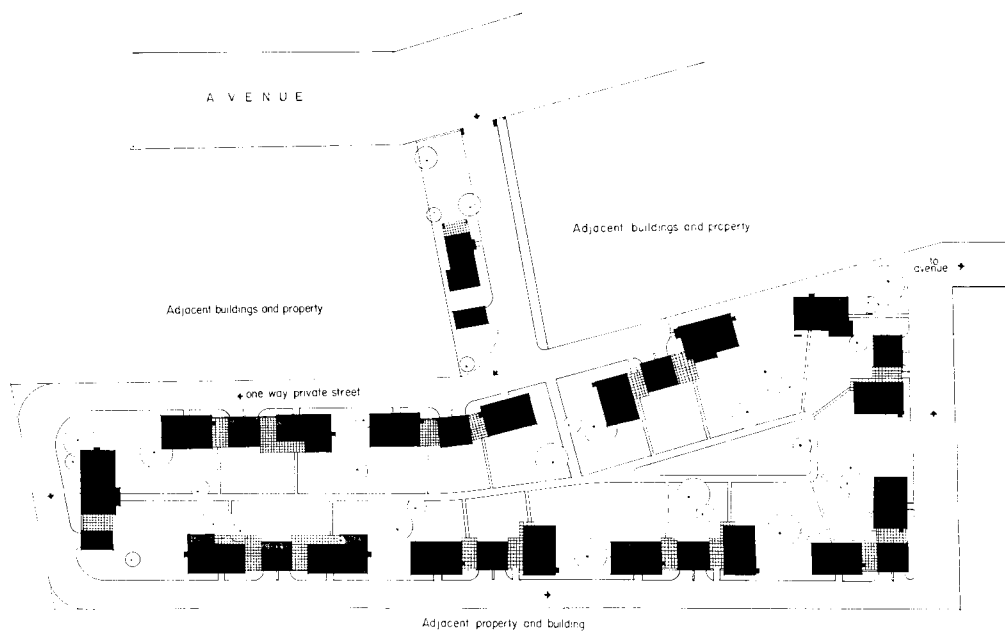 AVENUE
Adjacent buildings and property
to
avenue
Adjacent buildings and property
one way private street
Adjacent property and building